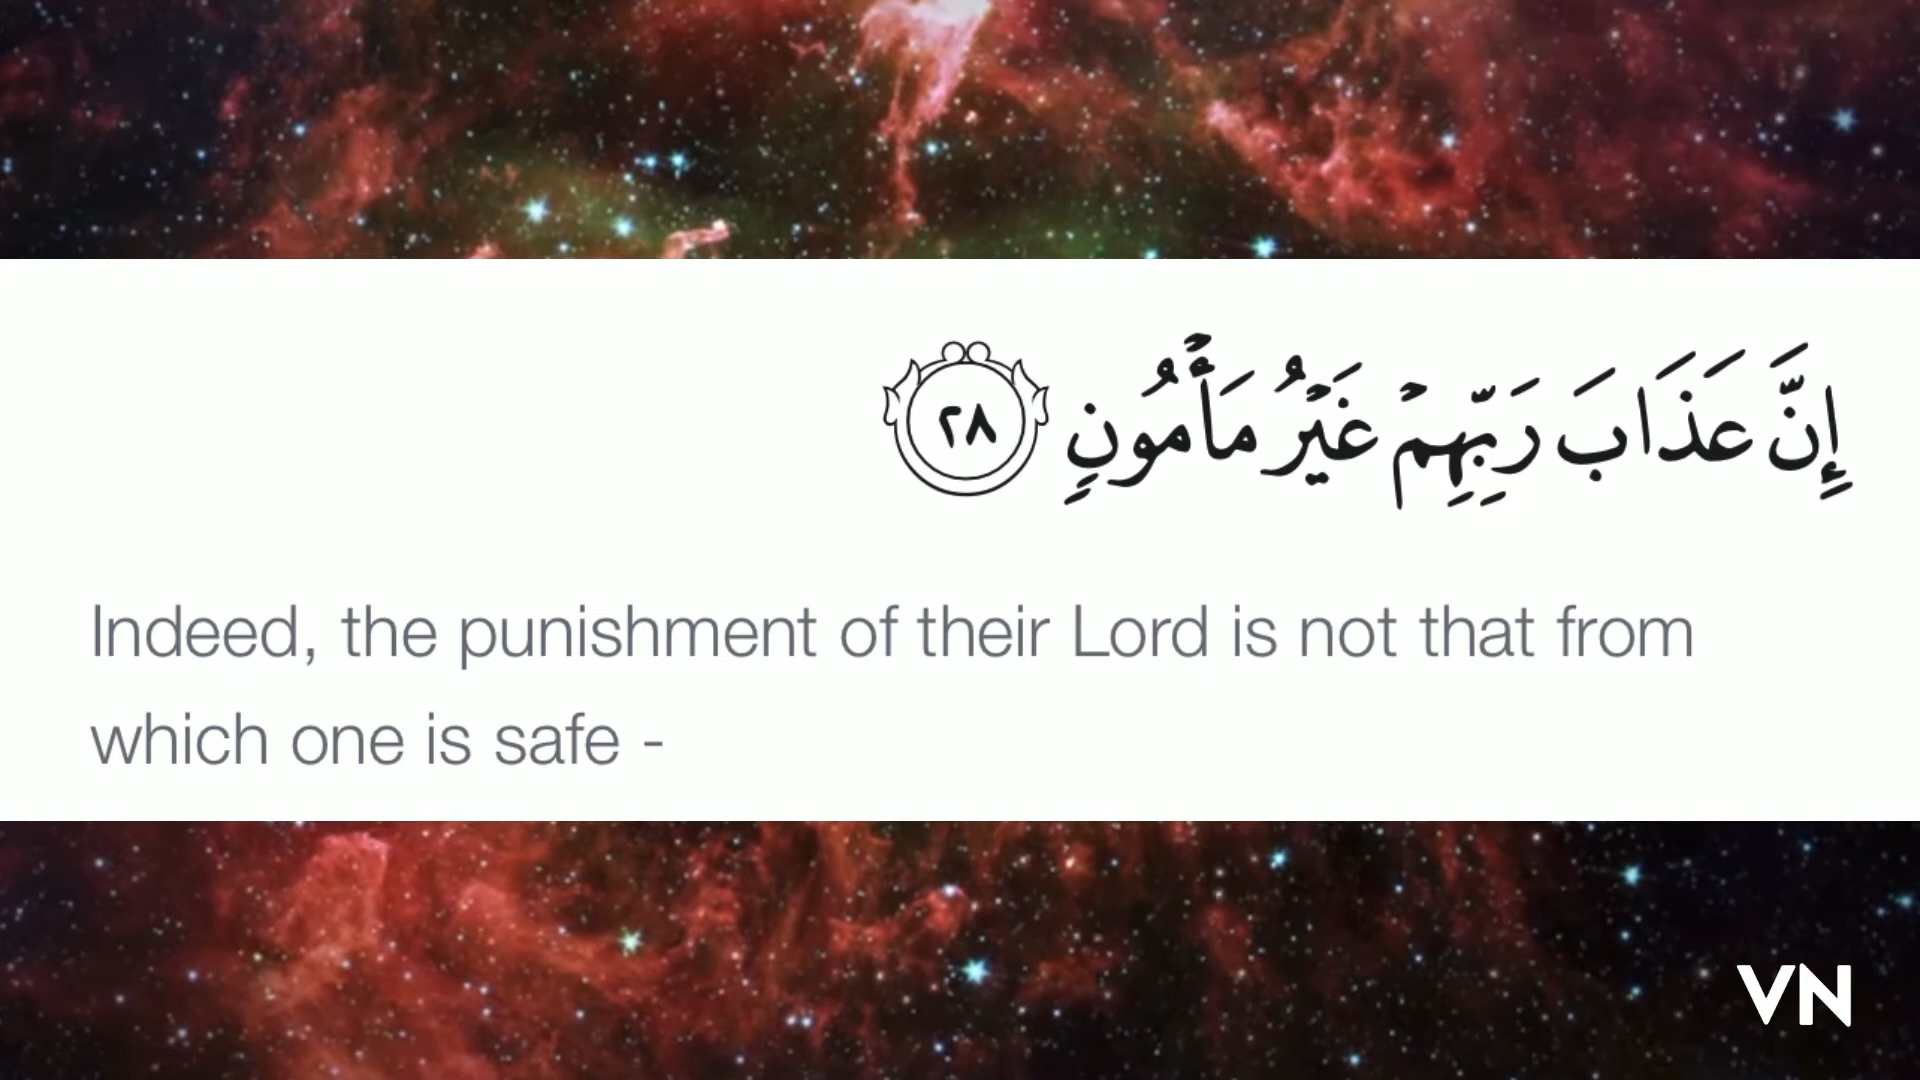 إِنَّ عَذَابَ رَبِّهِمۡ غَيۡرُ مَأۡمُونٖ ٢٨
Indeed, the punishment of their Lord is not that from
which one is safe -
VN